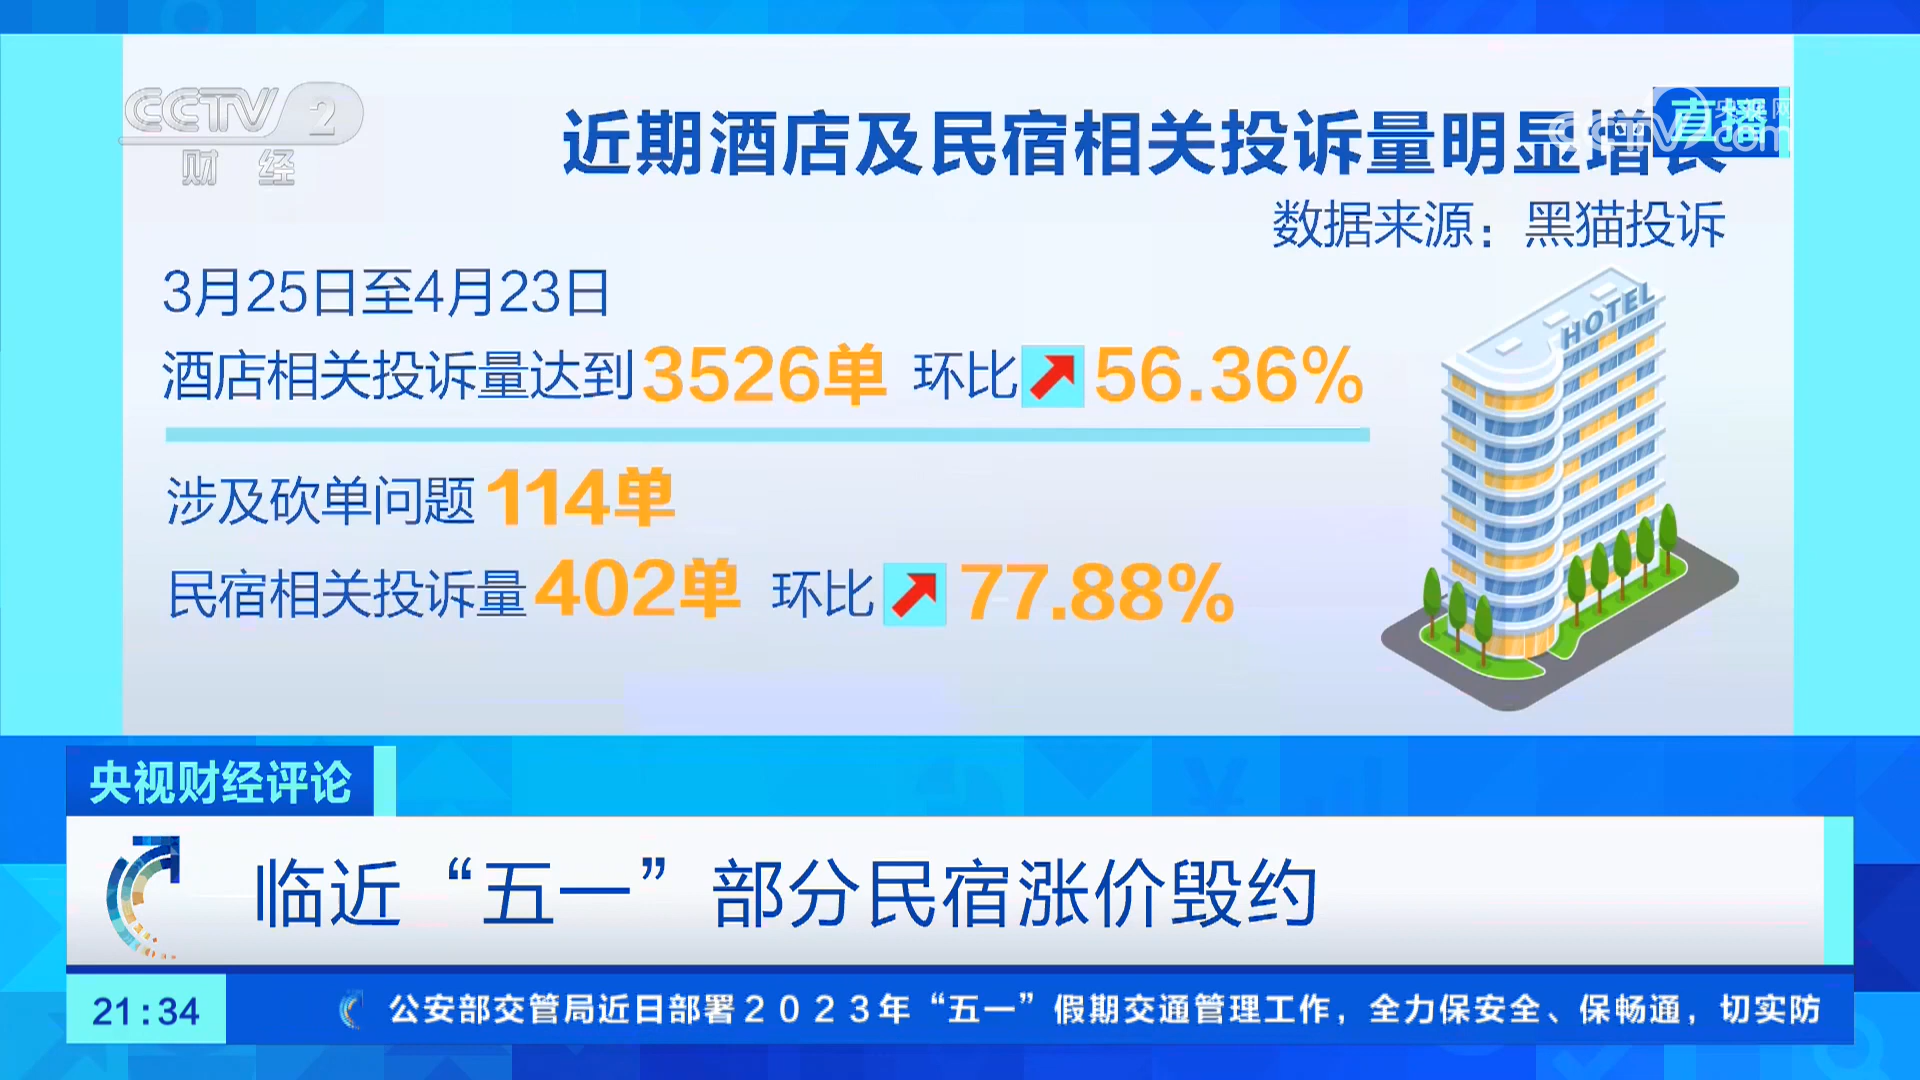 CCTV 2
财经
直播
近期酒店及民宿相关投诉量明显增长
数据来源：黑猫投诉
3月25日至4月23日
酒店相关投诉量达到3526单 环比56.36%
涉及砍单问题114单
民宿相关投诉量402单 环比77.88%
HOTEL
央视财经评论
临近“五一”部分民宿涨价毁约
21:34
公安部交管局近日部署2023年“五一”假期交通管理工作，全力保安全、保畅通，切实防